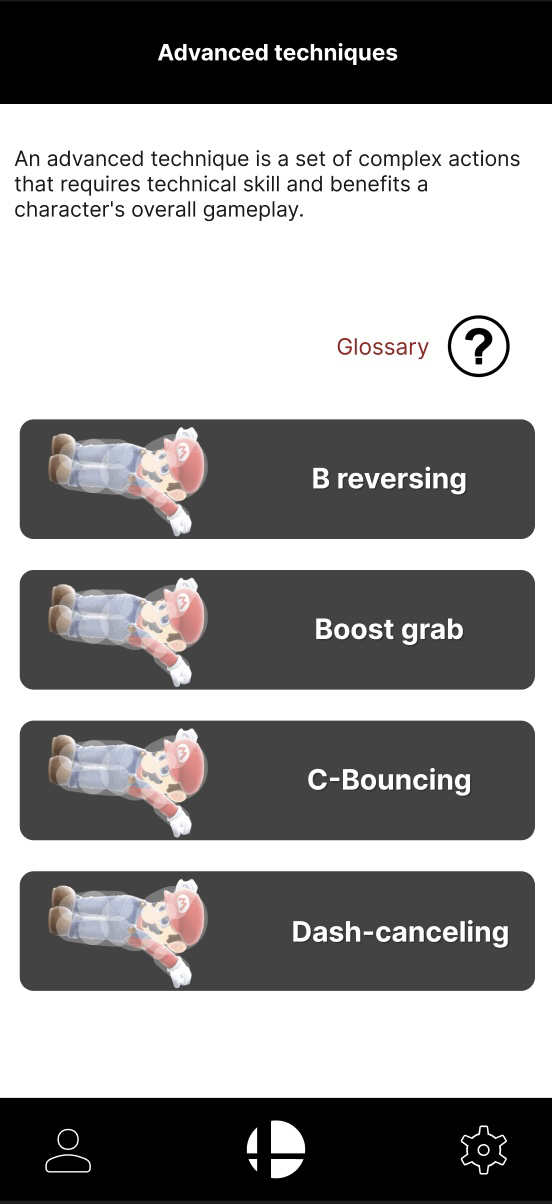 Advanced techniques
An advanced technique is a set of complex actions
that requires technical skill and benefits a
character's overall gameplay.
Glossary ?
B reversing
Boost grab
C-Bouncing
Dash-canceling